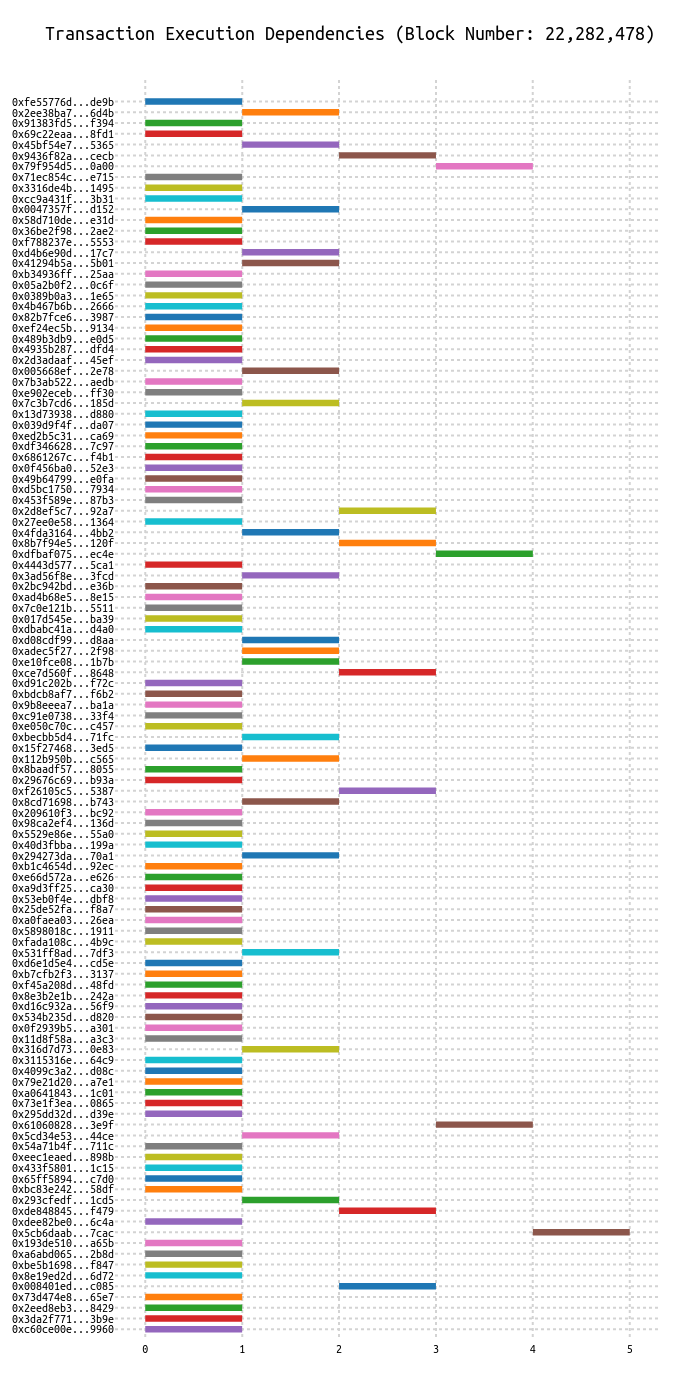 Transaction Execution Dependencies (Block Number: 22,282,478)
0xfe55776d...de9b
0x2ee38ba7...6d4b
0x91383fd5...f394
0x69c22eaa...8fd1
0x45bf54e7...5365
0x9436f82a...cecb
0x79f954d5...0a00
0x71ec854c...e715
0x3316de4b...1495
0xcc9a431f...3b31
0x0047357f...d152
0x58d710de...e31d
0x36be2f98...2ae2
0xf788237e...5553
0xd4b6e90d...17c7
0x41294b5a...5b01
0xb34936ff...25aa
0x05a2b0f2...0c6f
0x0389b0a3...1e65
0x4b467b6b...2666
0x82b7fce6...3987
0xef24ec5b...9134
0x489b3db9...e0d5
0x4935b287...dfd4
0x2d3adaaf...45ef
0x005668ef...2e78
0x7b3ab522...aedb
0xe902eceb...ff30
0x7c3b7cd6...185d
0x13d73938...d880
0x039d9f4f...da07
0xed2b5c31...ca69
0xdf346628...7c97
0x6861267c...f4b1
0x0f456ba0...52e3
0x49b64799...e0fa
0xd5bc1750...7934
0x453f589e...87b3
0x2d8ef5c7...92a7
0x27ee0e58...1364
0x4fda3164...4bb2
0x8b7f94e5...120f
0xdfbaf075...ec4e
0x4443d577...5ca1
0x3ad56f8e...3fcd
0x2bc942bd...e36b
0xad4b68e5...8e15
0x7c0e121b...5511
0x017d545e...ba39
0xdbabc41a...d4a0
0xd08cdf99...d8aa
0xadec5f27...2f98
0xe10fce08...1b7b
0xce7d560f...8648
0xd91c202b...f72c
0xbdcb8af7...f6b2
0x9b8eeea7...ba1a
0xc91e0738...33f4
0xe050c70c...c457
0xbecbb5d4...71fc
0x15f27468...3ed5
0x112b950b...c565
0x8baadf57...8055
0x29676c69...b93a
0xf26105c5...5387
0x8cd71698...b743
0x209610f3...bc92
0x98ca2ef4...136d
0x5529e86e...55a0
0x40d3fbba...199a
0x294273da...70a1
0xb1c4654d...92ec
0xe66d572a...e626
0xa9d3ff25...ca30
0x53eb0f4e...dbf8
0x25de52fa...f8a7
0xa0faea03...26ea
0x5898018c...1911
0xfada108c...4b9c
0x531ff8ad...7df3
0xd6e1d5e4...cd5e
0xb7cfb2f3...3137
0xf45a208d...48fd
0x8e3b2e1b...242a
0xd16c932a...56f9
0x534b235d...d820
0x0f2939b5...a301
0x11d8f58a...a3c3
0x316d7d73...0e83
0x3115316e...64c9
0x4099c3a2...d08c
0x79e21d20...a7e1
0xa0641843...1c01
0x73e1f3ea...0865
0x295dd32d...d39e
0x61060828...3e9f
0x5cd34e53...44ce
0x54a71b4f...711c
0xeec1eaed...898b
0x433f5801...1c15
0x65ff5894...c7d0
0xbc83e242...58df
0x293cfedf...1cd5
0xde848845...f479
0xdee82be0...6c4a
0x5cb6daab...7cac
0x193de510...a65b
0xa6abd065...2b8d
0xbe5b1698...f847
0x8e19ed2d...6d72
0x008401ed...c085
0x73d474e8...65e7
0x2eed8eb3...8429
0x3da2f771...3b9e
0xc60ce00e...9960
0 1 2 3 4 5